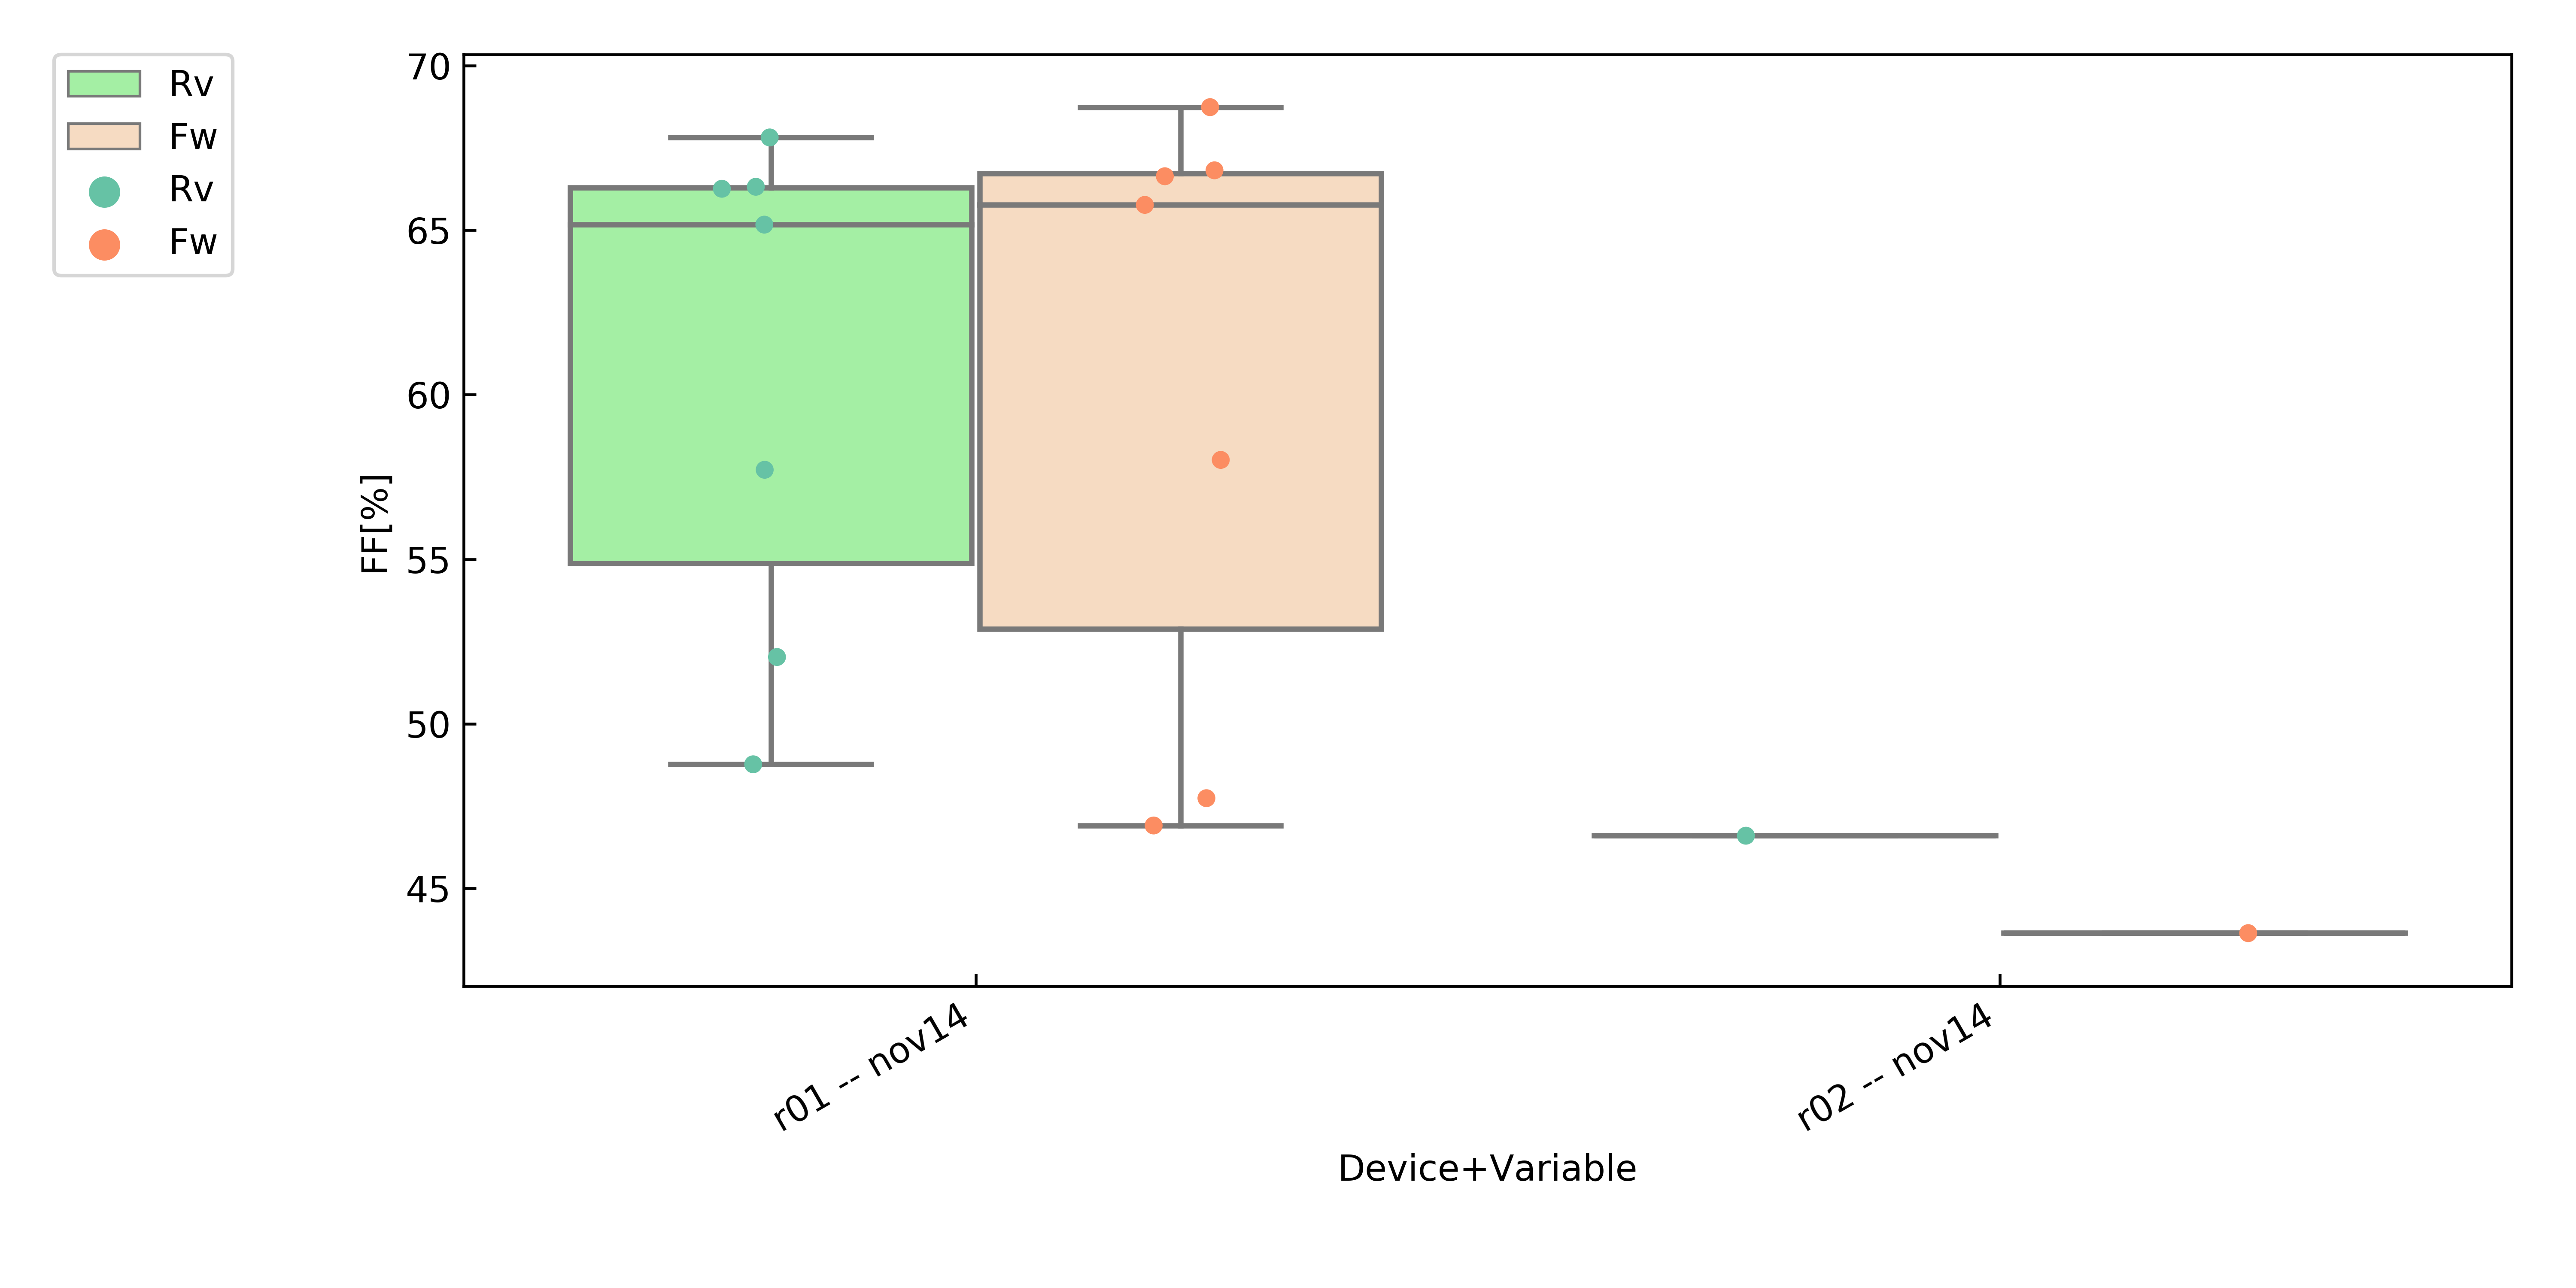 Rv
Fw
Rv
Fw
70
65
60
55
50
45
FF[%]
r01 -- nov14
r02 -- nov14
Device+Variable